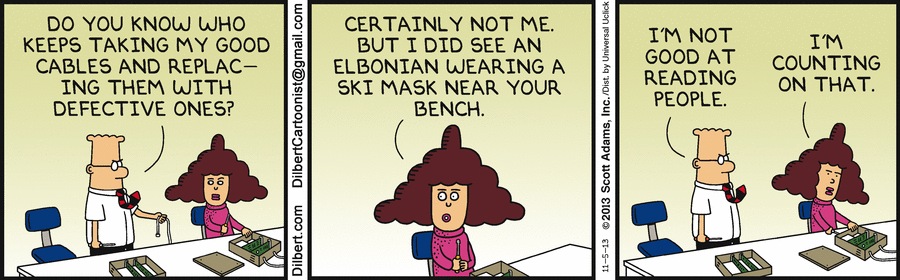 DO YOU KNOW WHO
KEEPS TAKING MY GOOD
CABLES AND REPLAC–
ING THEM WITH
DEFECTIVE ONES?
Dilbert.com DilbertCartoonist@gmail.com
CERTAINLY NOT ME.
BUT I DID SEE AN
ELBONIAN WEARING A
SKI MASK NEAR YOUR
BENCH.
11-5-13 © 2013 Scott Adams, Inc. /Dist. by Universal Uclick
I'M NOT
GOOD AT
READING
PEOPLE.
I'M
COUNTING
ON THAT.